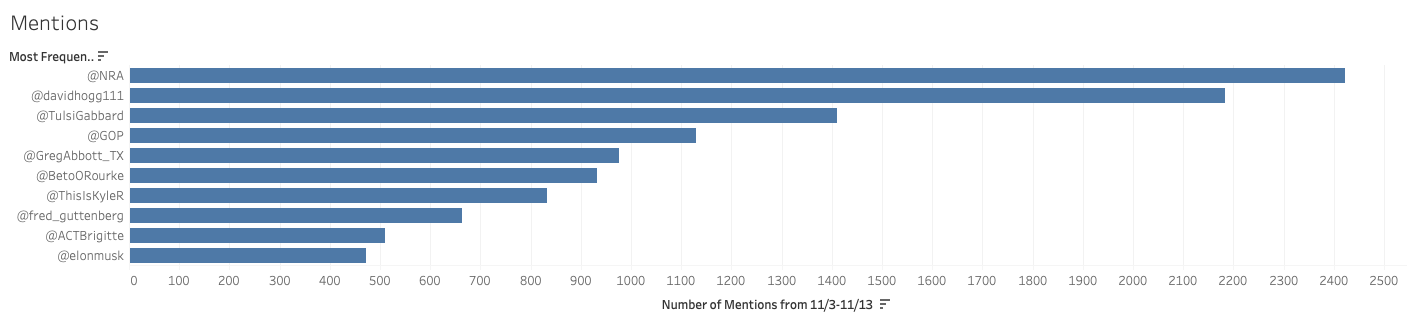 Mentions
Most Frequen..
@NRA
@davidhogg111
@TulsiGabbard
@GOP
@GregAbbott_TX
@BetoORourke
@ThisIsKyleR
@fred_guttenberg
@ACTBrigitte
@elonmusk
0 100 200 300 400 500 600 700 800 900 1000 1100 1200 1300 1400 1500 1600 1700 1800 1900 2000 2100 2200 2300 2400 2500
Number of Mentions from 11/3-11/13